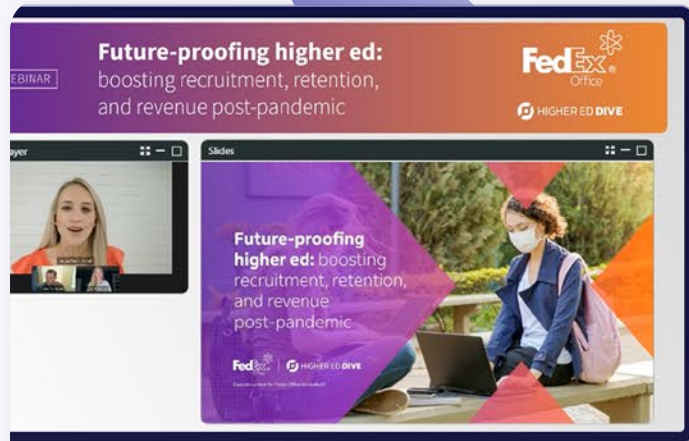 EBINAR
Future-proofing higher ed:
boosting recruitment, retention,
and revenue post-pandemic
FedEx®
Office
HIGHER ED DIVE
ayer
Slides
Future-proofing
higher ed: boosting
recruitment, retention,
and revenue
post-pandemic
FedEx
HIGHER ED DIVE